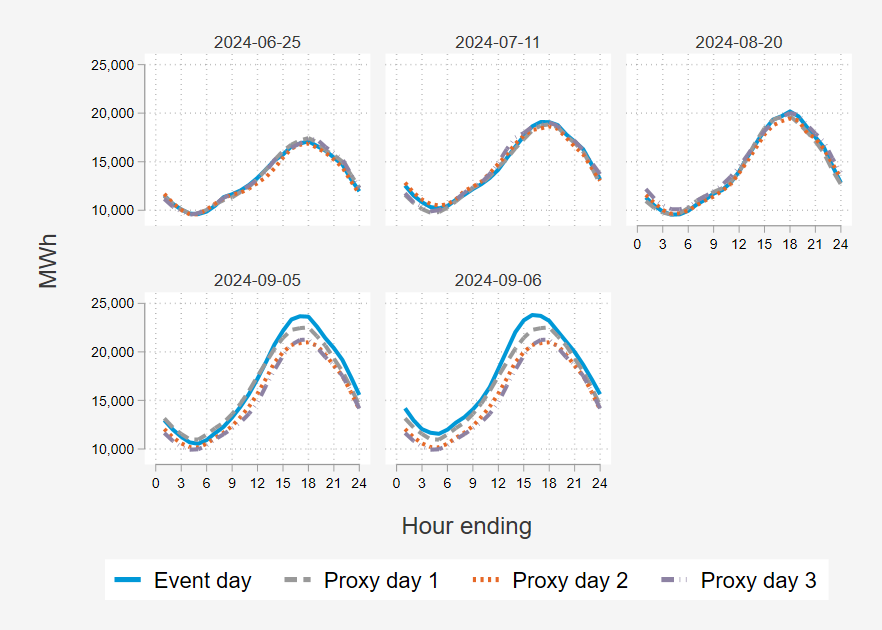 2024-06-25 2024-07-11 2024-08-20
25,000
20,000
15,000
10,000
0 3 6 9 12 15 18 21 24
MWh
2024-09-05 2024-09-06
25,000
20,000
15,000
10,000
0 3 6 9 12 15 18 21 24 0 3 6 9 12 15 18 21 24
Hour ending
Event day Proxy day 1 Proxy day 2 Proxy day 3